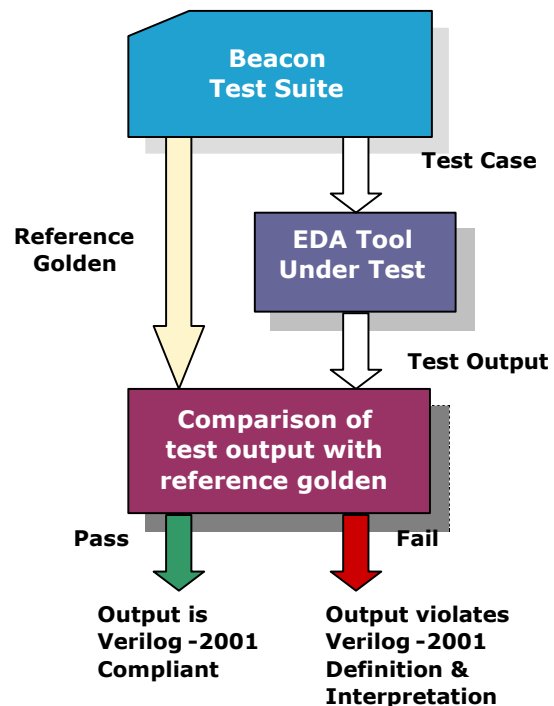 Beacon
Test Suite
Test Case
Reference
Golden
EDA Tool
Under Test
Test Output
Comparison of
test output with
reference golden
Pass
Fail
Output is
Verilog -2001
Compliant
Output violates
Verilog -2001
Definition &
Interpretation